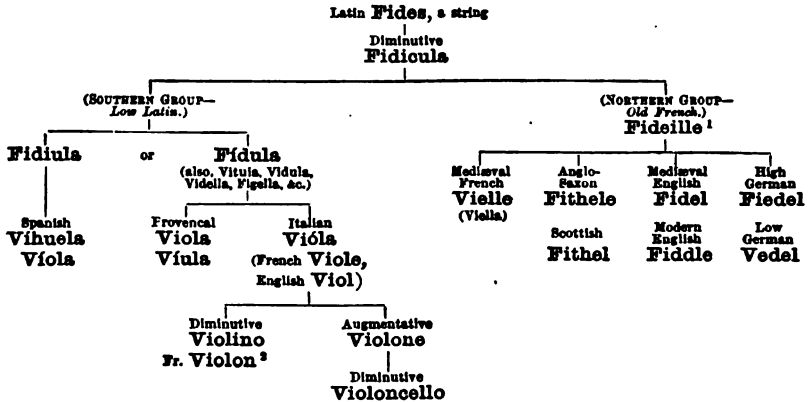 Latin Fides, a string
Diminutive
Fidicula
(SOUTHERN GROUP—
Low Latin.)
(NORTHERN GROUP—
Old French.)
Fideille ¹
Fidiula or Fídula
(also, Vitula, Vidula,
Videlia, Figella, &c.)
Mediæval
French
Vielle
(Viella)
Anglo-
Saxon
Fithele
Mediæval
English
Fidel
High
German
Fiedel
Spanish
Víhuela
Víola
Provencal
Viola
Víula
Italian
Vióla
(French Viole,
English Viol)
Scottish
Fithel
Modern
English
Fiddle
Low
German
Vedel
Diminutive
Violino
Fr. Violon ²
Augmentative
Violone
Diminutive
Violoncello